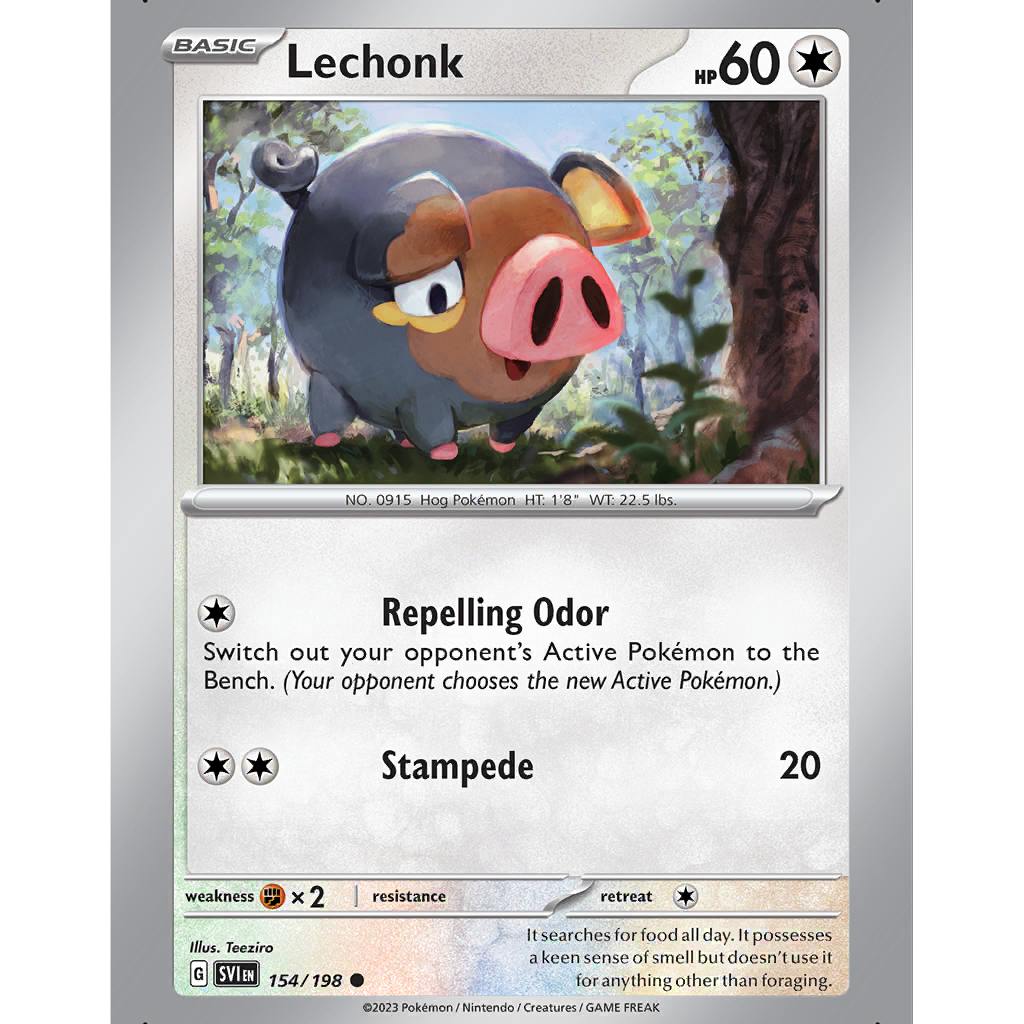 BASIC
Lechonk
HP 60
NO. 0915 Hog Pokémon HT: 1'8" WT: 22.5 lbs.
Repelling Odor
Switch out your opponent's Active Pokémon to the
Bench. (Your opponent chooses the new Active Pokémon.)
Stampede 20
weakness ×2 resistance retreat
Illus. Teeziro
It searches for food all day. It possesses
a keen sense of smell but doesn't use it
for anything other than foraging.
G SVI EN 154/198
©2023 Pokémon / Nintendo / Creatures / GAME FREAK